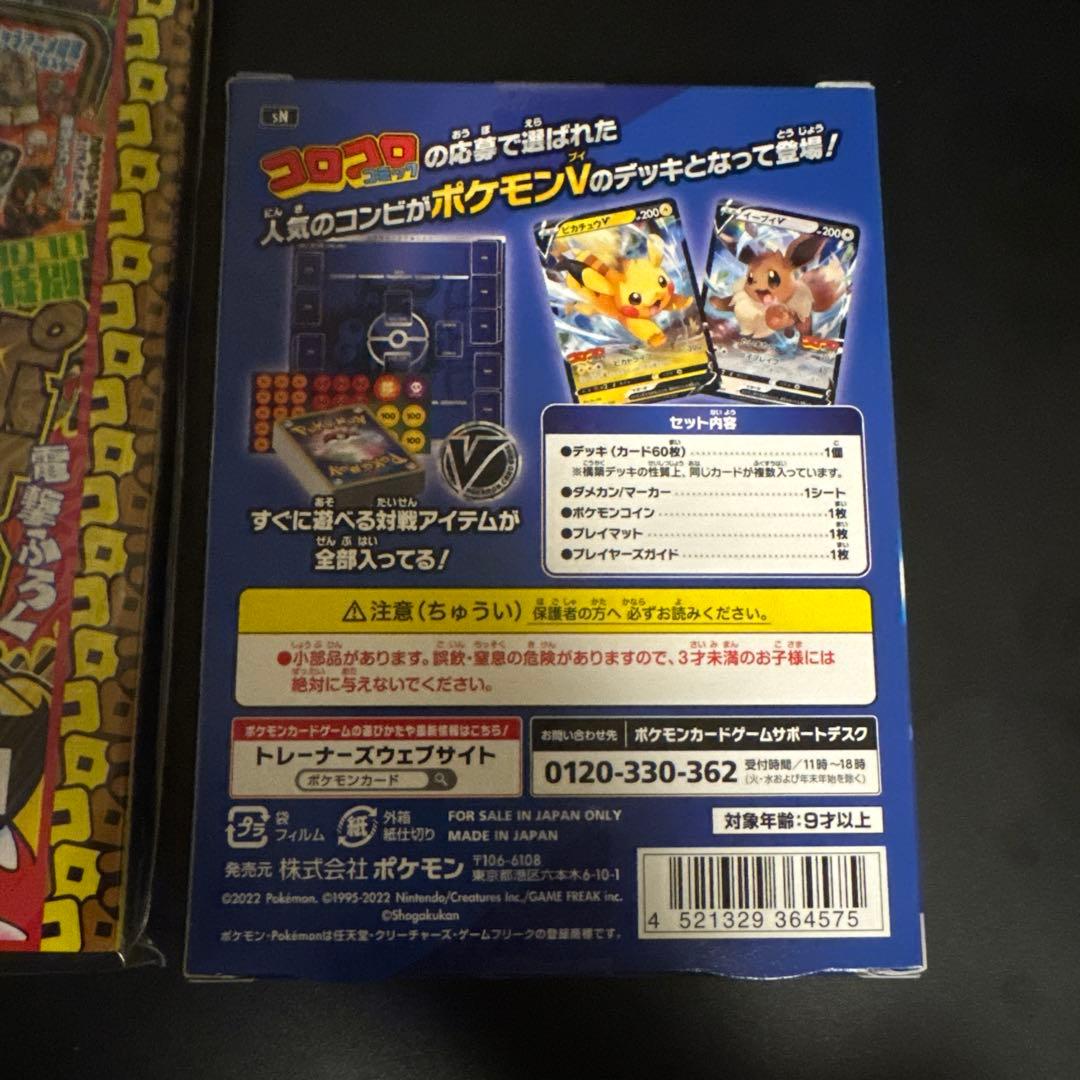 sN
コロコロコミックの応募で選ばれた
人気のコンビがポケモンVのデッキとなって登場!
ピカチュウV
200
イーブイV
200
ピカドライブ
100
100
100
V
すぐに遊べる対戦アイテムが
全部入ってる!
セット内容
●デッキ(カード60枚)……1個
※構築デッキの性質上、同じカードが複数入っています。
●ダメカン/マーカー……1シート
●ポケモンコイン……1枚
●プレイマット……1枚
●プレイヤーズガイド……1枚
⚠注意(ちゅうい) 保護者の方へ 必ずお読みください。
●小部品があります。誤飲・窒息の危険がありますので、3才未満のお子様には
絶対に与えないでください。
ポケモンカードゲームの遊びかたや最新情報はこちら!
トレーナーズウェブサイト
ポケモンカード
お問い合わせ先 ポケモンカードゲームサポートデスク
0120-330-362 受付時間/11時〜18時
(火・水および年末年始を除く)
プラ 袋 フィルム
紙 外箱 紙仕切り
FOR SALE IN JAPAN ONLY
MADE IN JAPAN
対象年齢:9才以上
発売元 株式会社ポケモン 〒106-6108
東京都港区六本木6-10-1
©2022 Pokémon. ©1995-2022 Nintendo/Creatures Inc./GAME FREAK inc.
©Shogakukan
ポケモン・Pokémonは任天堂・クリーチャーズ・ゲームフリークの登録商標です。
4 521329 364575
特別
電撃ふろく